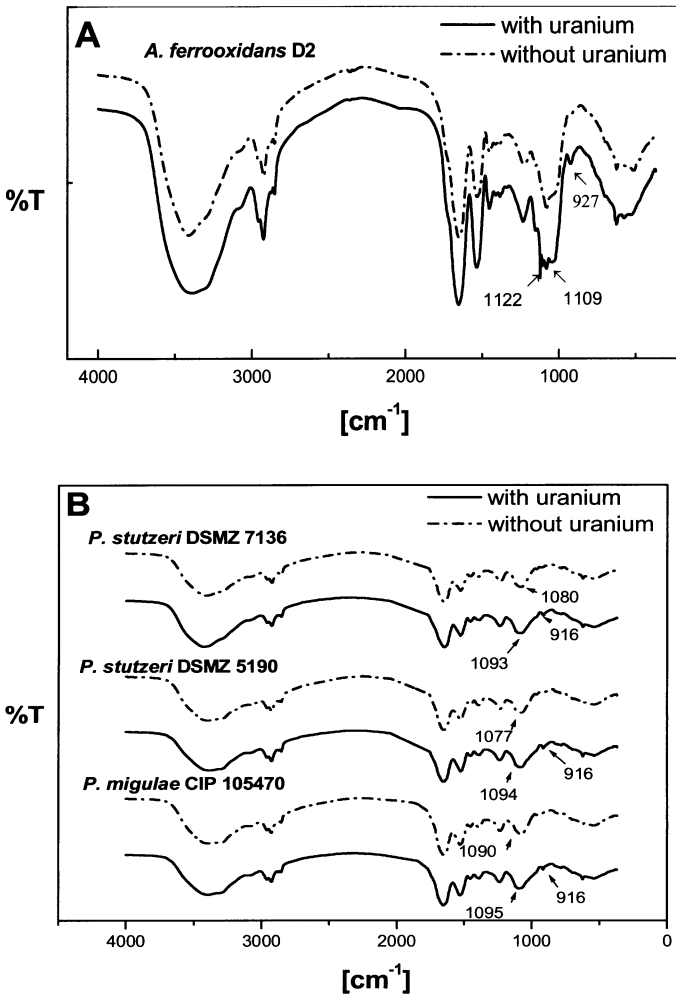 A
A. ferrooxidans D2
with uranium
without uranium
%T
927
1122
1109
4000
3000
2000
1000
[cm-1]
B
with uranium
without uranium
P. stutzeri DSMZ 7136
1080
916
1093
P. stutzeri DSMZ 5190
%T
1077
916
1094
P. migulae CIP 105470
1090
916
1095
4000
3000
2000
1000
0
[cm-1]